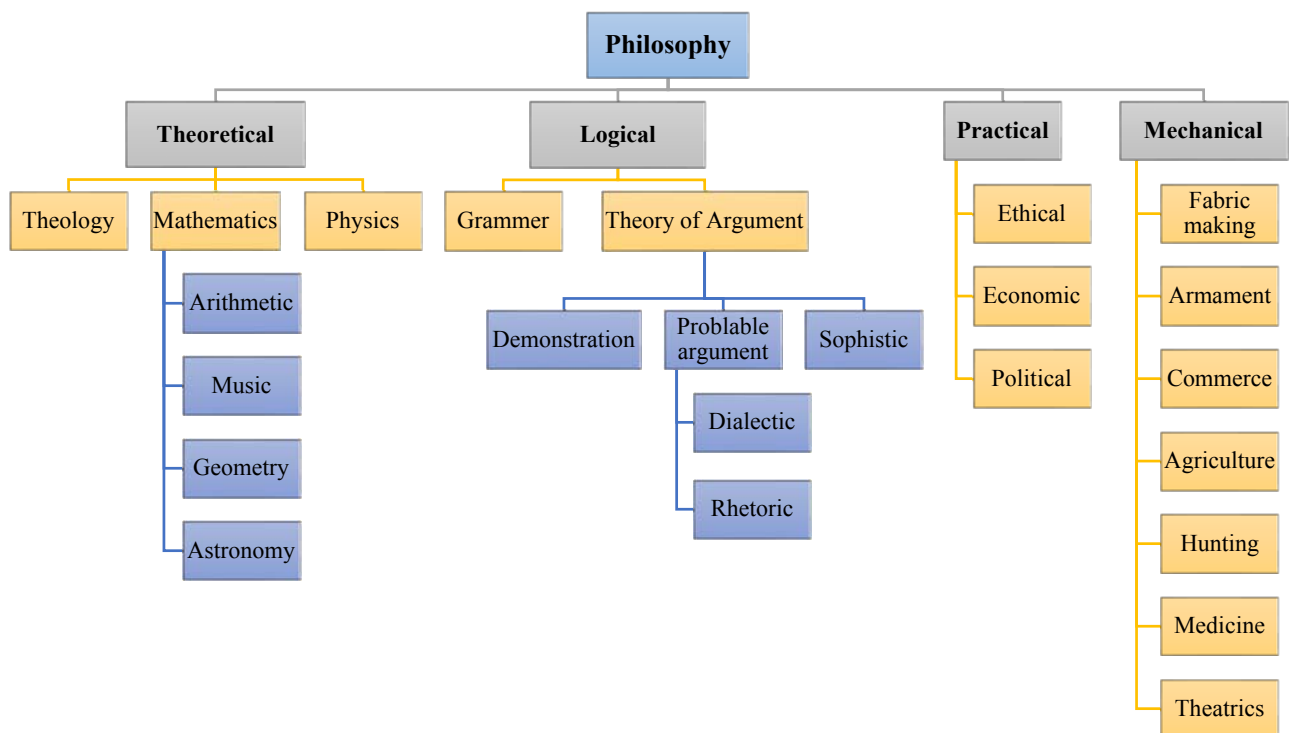 Philosophy
Theoretical
Logical
Practical
Mechanical
Theology
Mathematics
Physics
Grammer
Theory of Argument
Ethical
Fabric
making
Arithmetic
Economic
Armament
Demonstration
Problable
argument
Sophistic
Music
Political
Commerce
Dialectic
Geometry
Agriculture
Rhetoric
Astronomy
Hunting
Medicine
Theatrics